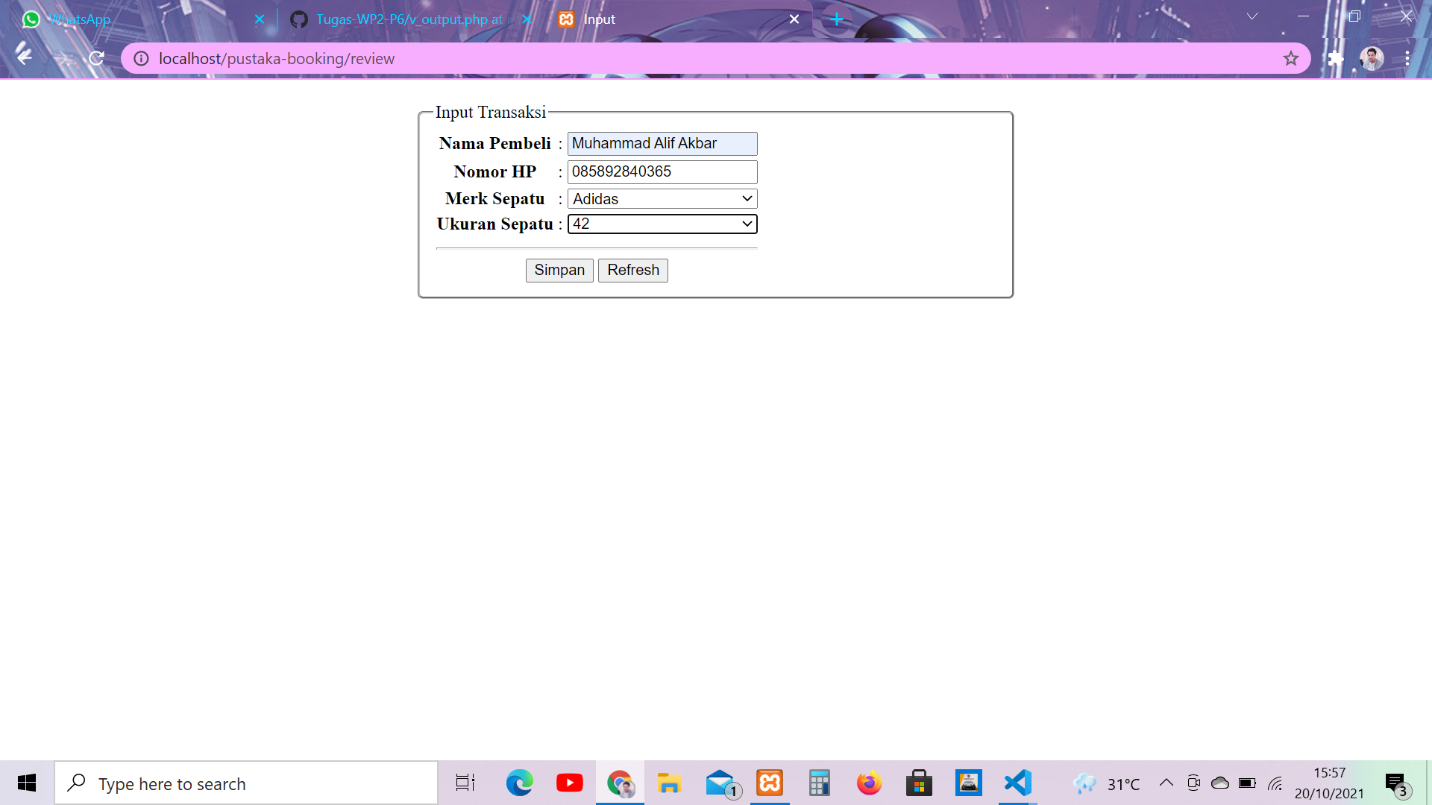 WhatsApp
Tugas-WP2-P6/v_output.php at
Input
localhost/pustaka-booking/review
Input Transaksi
Nama Pembeli : Muhammad Alif Akbar
Nomor HP : 085892840365
Merk Sepatu : Adidas
Ukuran Sepatu : 42
Simpan Refresh
Type here to search
1
31°C
15:57
20/10/2021
3